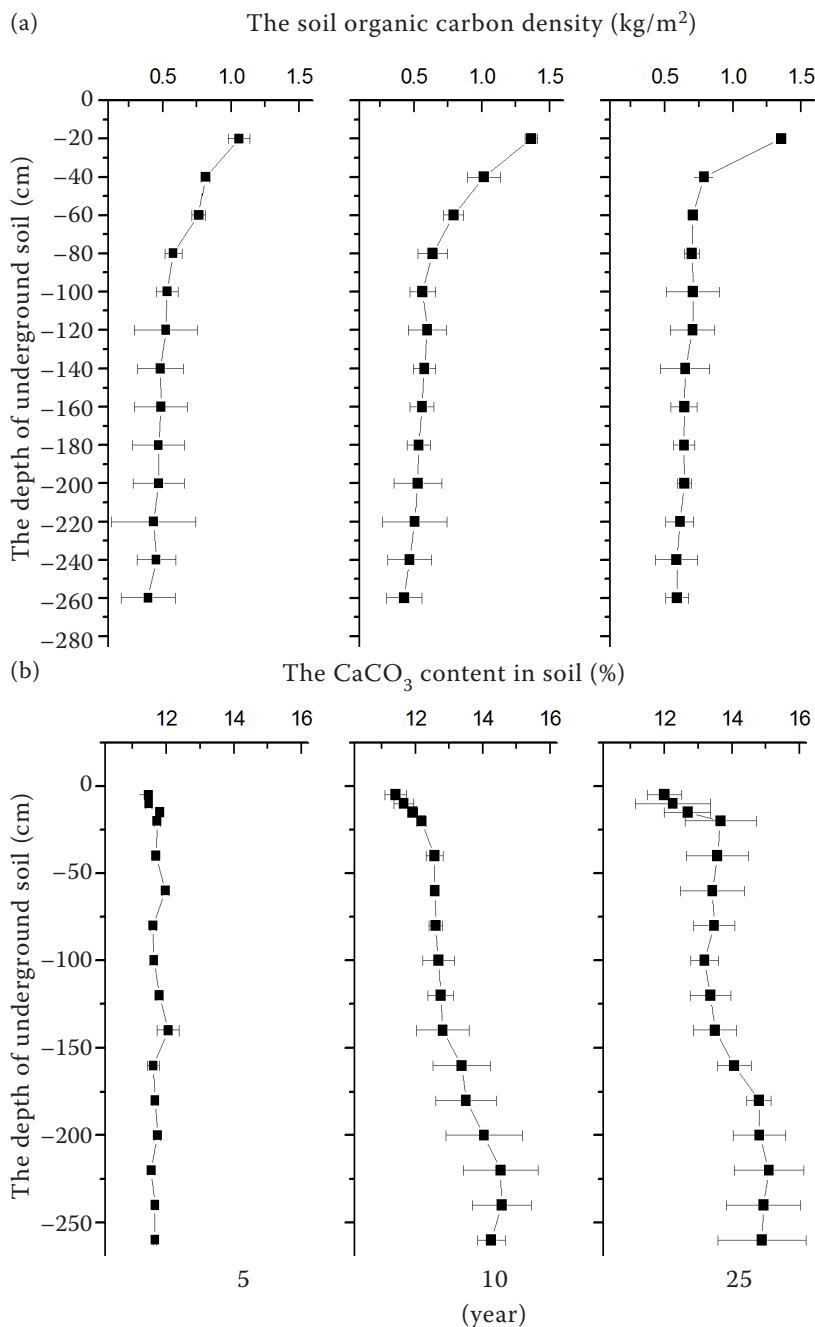 (a) The soil organic carbon density (kg/m²)
0.5 1.0 1.5 0.5 1.0 1.5 0.5 1.0 1.5
0
−20
−40
−60
−80
−100
−120
−140
−160
−180
−200
−220
−240
−260
−280
The depth of underground soil (cm)
(b) The CaCO₃ content in soil (%)
12 14 16 12 14 16 12 14 16
0
−50
−100
−150
−200
−250
The depth of underground soil (cm)
5 10 25
(year)